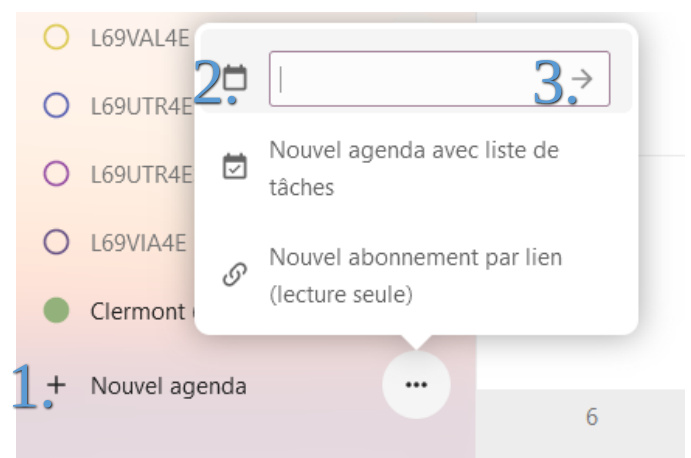 L69VAL4E
2.
3.
L69UTR4E
Nouvel agenda avec liste de
tâches
L69UTR4E
L69VIA4E
Nouvel abonnement par lien
(lecture seule)
Clermont
1.
+ Nouvel agenda
...
6